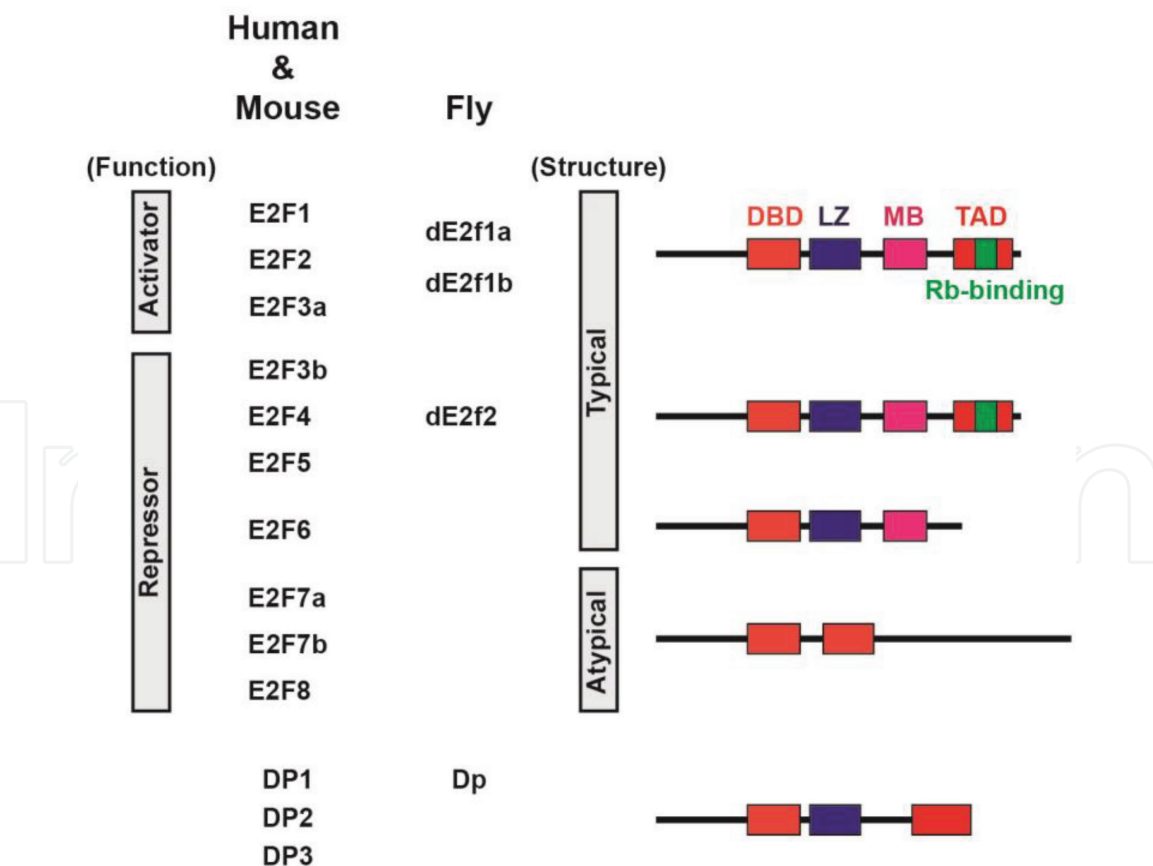 Human
&
Mouse
Fly
(Function)
(Structure)
Activator
E2F1
E2F2
E2F3a
dE2f1a
dE2f1b
Typical
DBD LZ MB TAD
Rb-binding
Repressor
E2F3b
E2F4
E2F5
dE2f2
E2F6
Atypical
E2F7a
E2F7b
E2F8
DP1
DP2
DP3
Dp